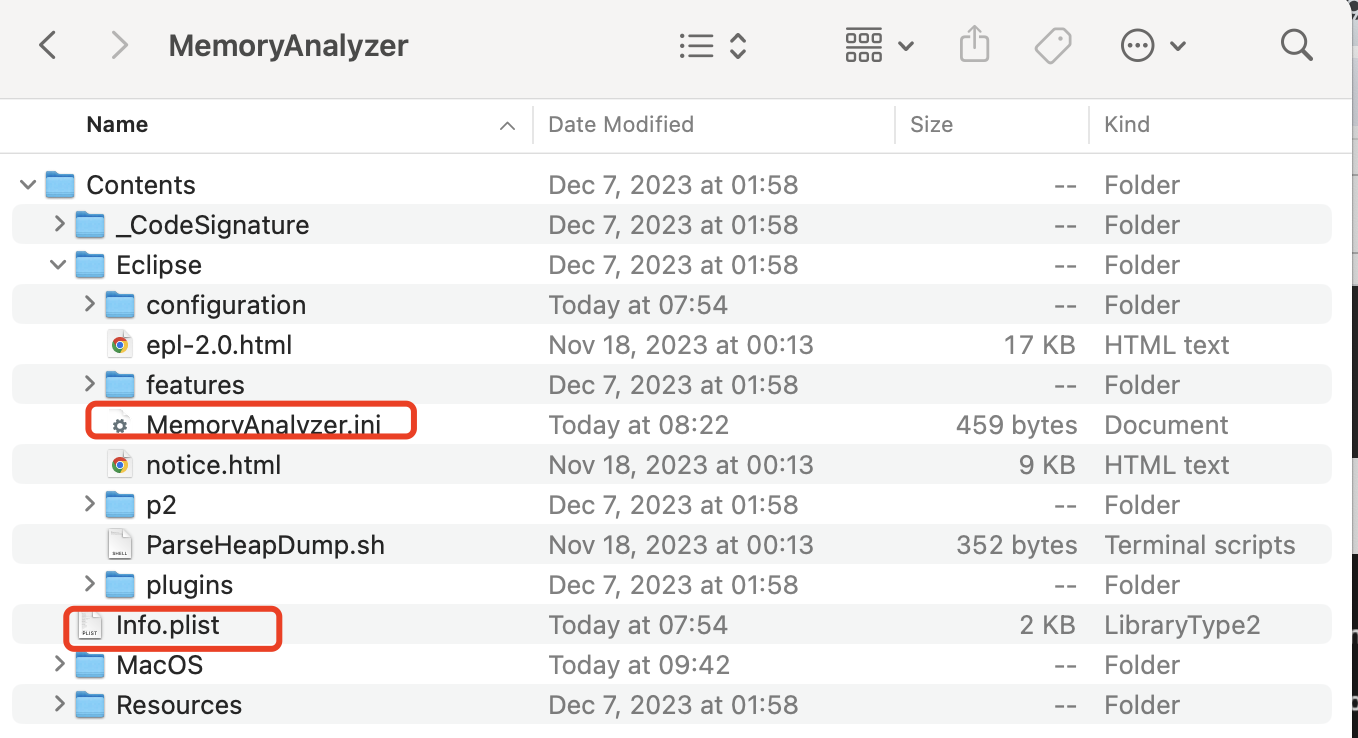 MemoryAnalyzer
Name Date Modified Size Kind
Contents Dec 7, 2023 at 01:58 -- Folder
_CodeSignature Dec 7, 2023 at 01:58 -- Folder
Eclipse Dec 7, 2023 at 01:58 -- Folder
configuration Today at 07:54 -- Folder
epl-2.0.html Nov 18, 2023 at 00:13 17 KB HTML text
features Dec 7, 2023 at 01:58 -- Folder
MemoryAnalyzer.ini Today at 08:22 459 bytes Document
notice.html Nov 18, 2023 at 00:13 9 KB HTML text
p2 Dec 7, 2023 at 01:58 -- Folder
SHELL ParseHeapDump.sh Nov 18, 2023 at 00:13 352 bytes Terminal scripts
plugins Dec 7, 2023 at 01:58 -- Folder
PLIST Info.plist Today at 07:54 2 KB LibraryType2
MacOS Today at 09:42 -- Folder
Resources Dec 7, 2023 at 01:58 -- Folder